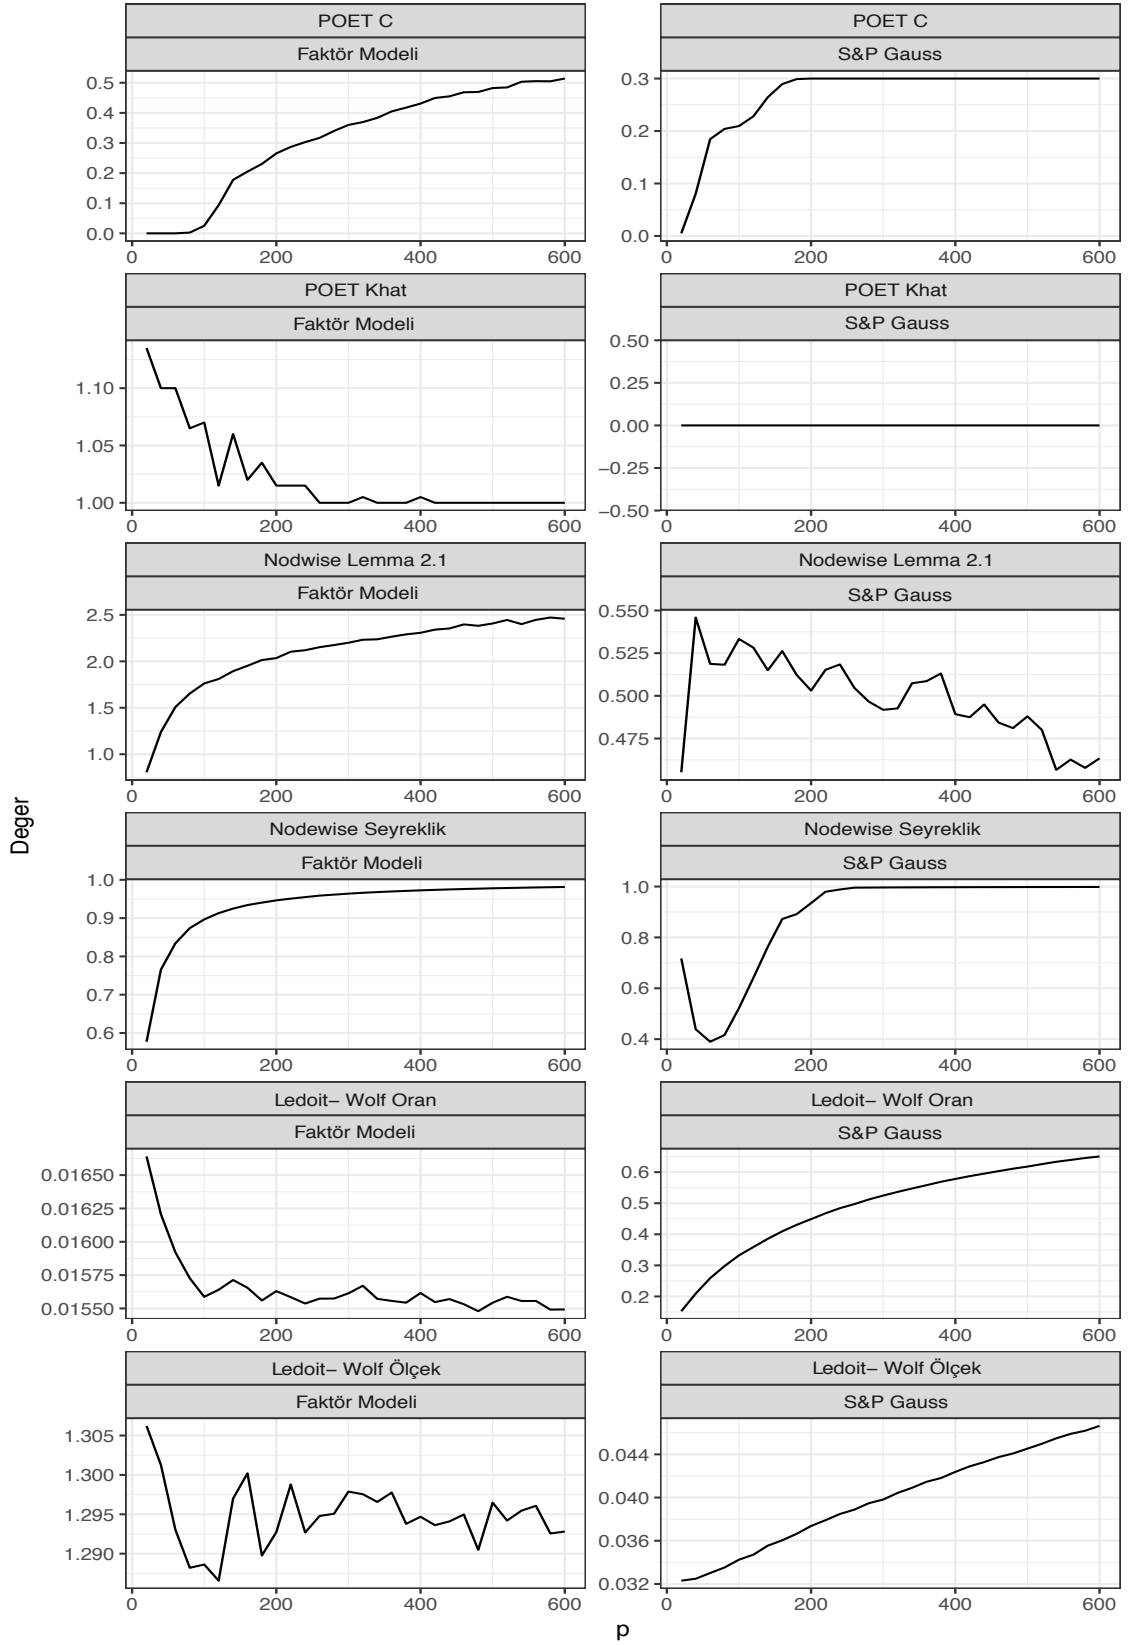 POET C
Faktör Modeli
0.5
0.4
0.3
0.2
0.1
0.0
0 200 400 600
POET C
S&P Gauss
0.3
0.2
0.1
0.0
0 200 400 600
POET Khat
Faktör Modeli
1.10
1.05
1.00
0 200 400 600
POET Khat
S&P Gauss
0.50
0.25
0.00
−0.25
−0.50
0 200 400 600
Nodwise Lemma 2.1
Faktör Modeli
2.5
2.0
1.5
1.0
0 200 400 600
Nodewise Lemma 2.1
S&P Gauss
0.550
0.525
0.500
0.475
0 200 400 600
Deger
Nodewise Seyreklik
Faktör Modeli
1.0
0.9
0.8
0.7
0.6
0 200 400 600
Nodewise Seyreklik
S&P Gauss
1.0
0.8
0.6
0.4
0 200 400 600
Ledoit− Wolf Oran
Faktör Modeli
0.01650
0.01625
0.01600
0.01575
0.01550
0 200 400 600
Ledoit− Wolf Oran
S&P Gauss
0.6
0.5
0.4
0.3
0.2
0 200 400 600
Ledoit− Wolf Ölçek
Faktör Modeli
1.305
1.300
1.295
1.290
0 200 400 600
Ledoit− Wolf Ölçek
S&P Gauss
0.044
0.040
0.036
0.032
0 200 400 600
p